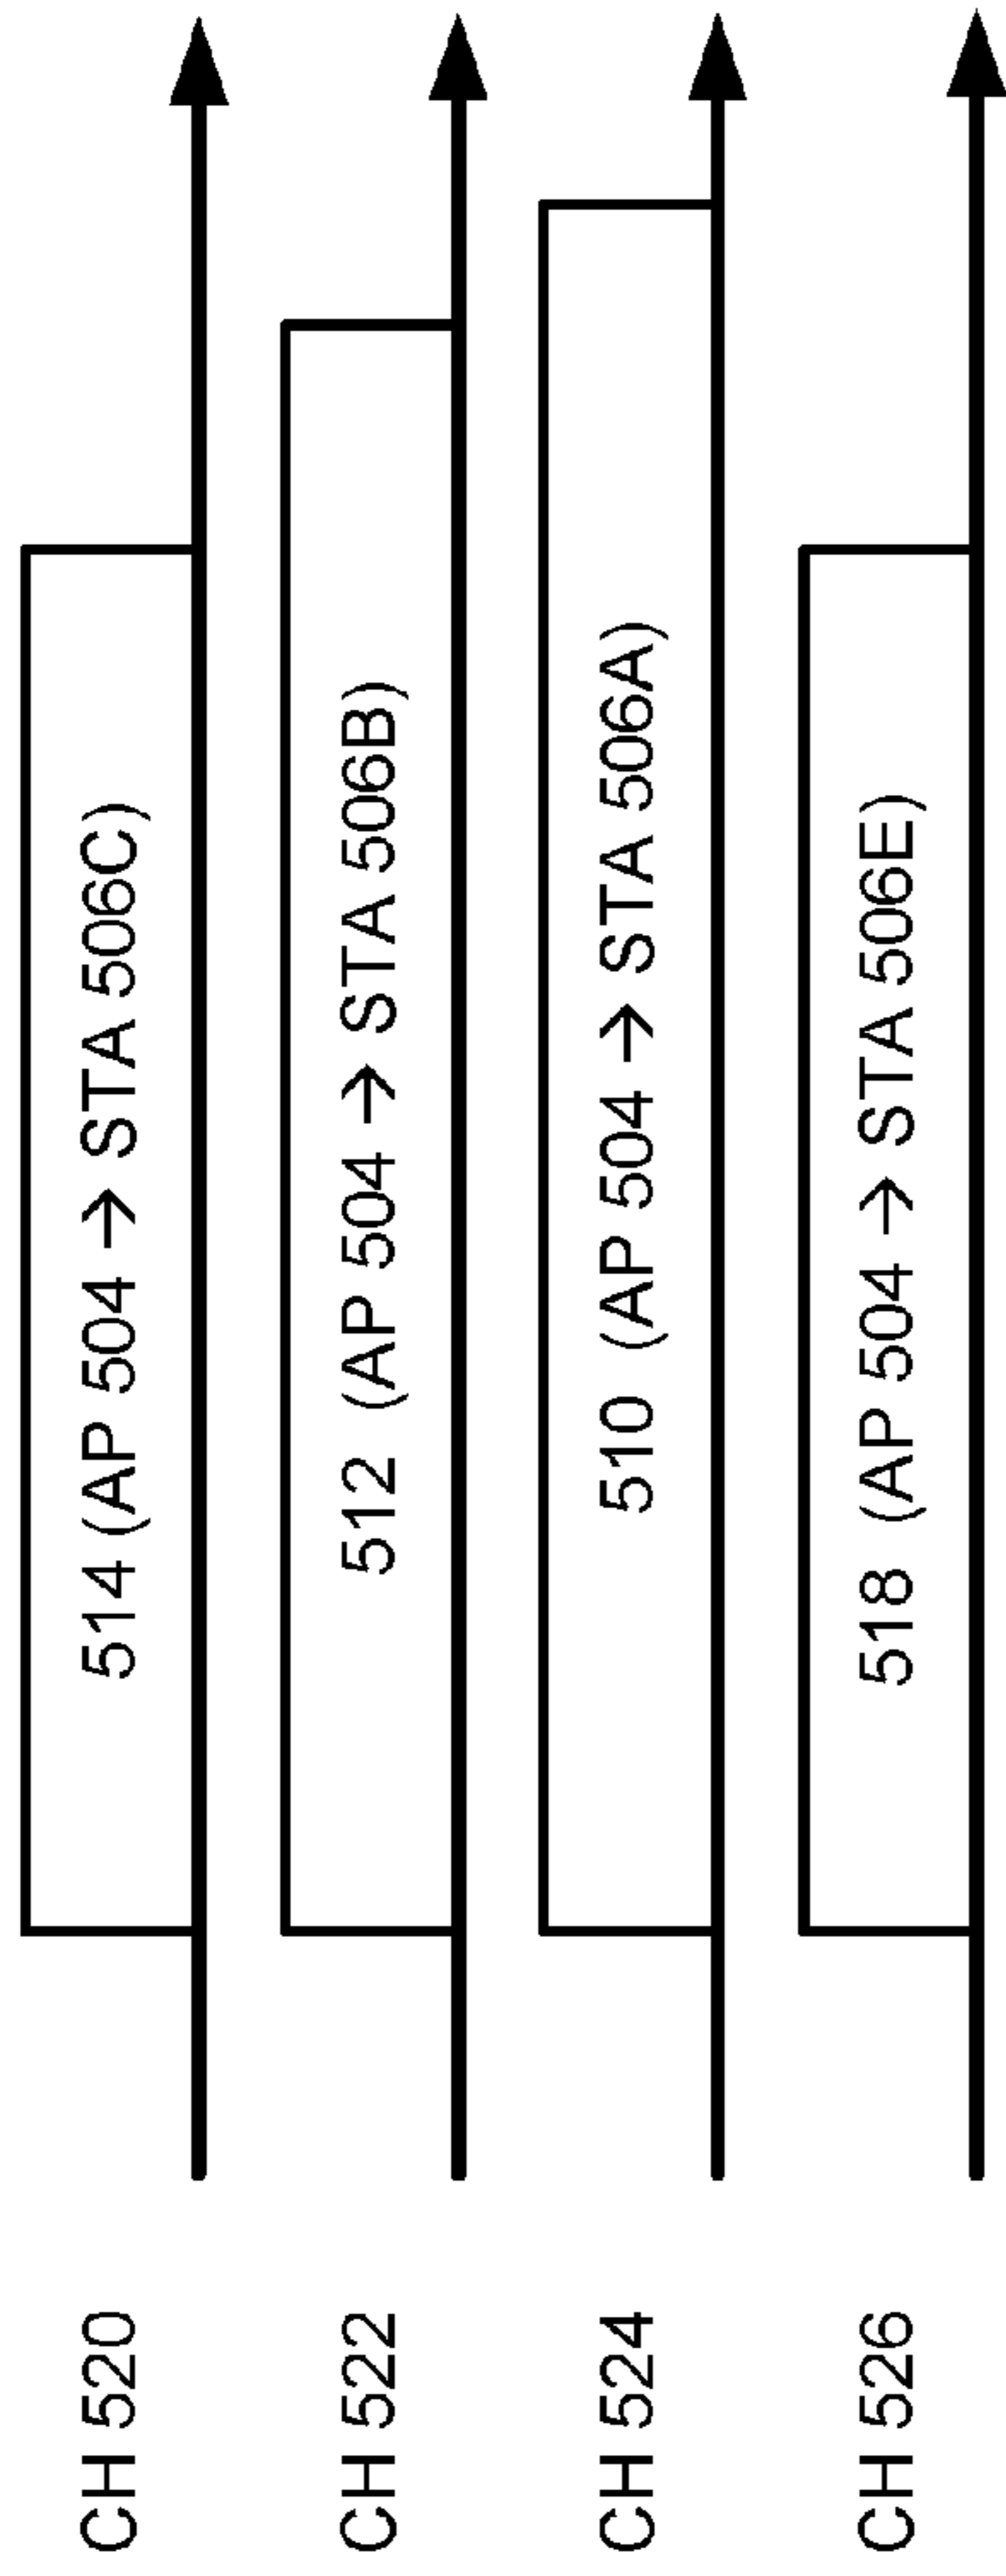 CH 520
514 (AP 504 → STA 506C)
CH 522
512 (AP 504 → STA 506B)
CH 524
510 (AP 504 → STA 506A)
CH 526
518 (AP 504 → STA 506E)